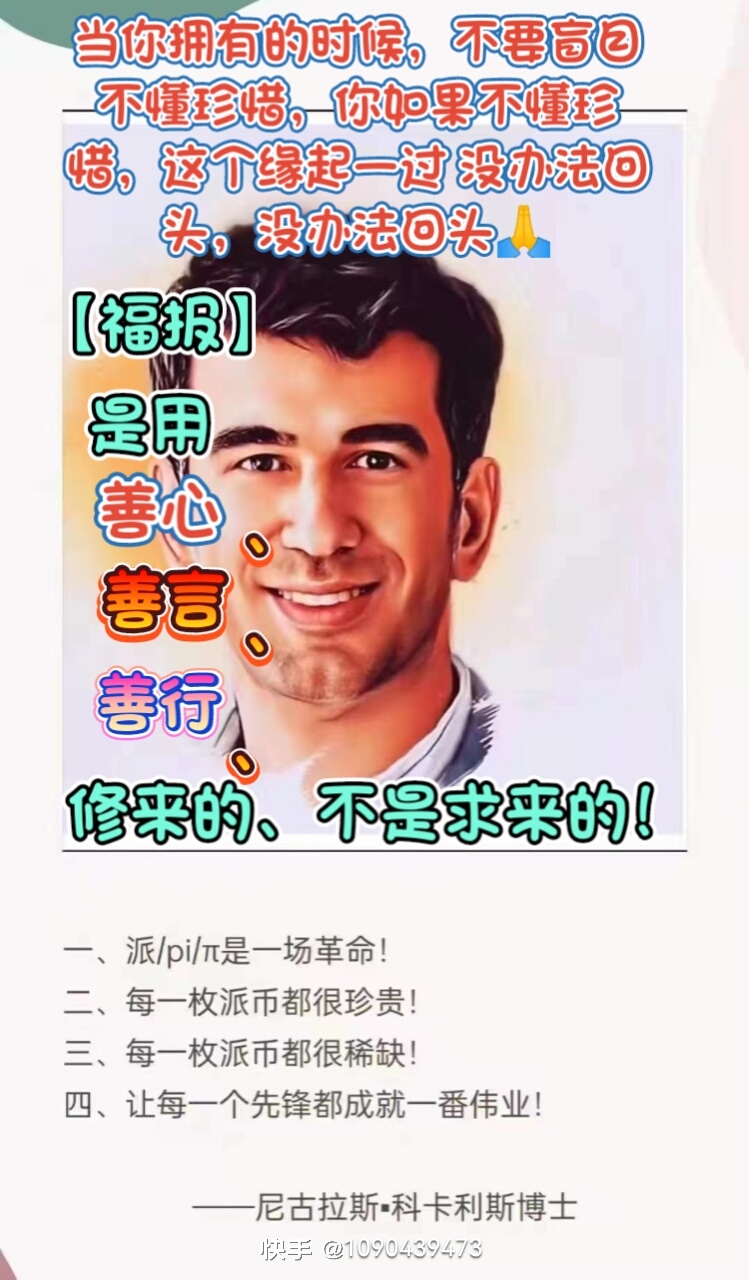 当你拥有的时候，不要盲目
不懂珍惜，你如果不懂珍
惜，这个缘起一过 没办法回
头，没办法回头🙏
【福报】
是用
善心、
善言、
善行、
修来的、不是求来的！
一、派/pi/π是一场革命！
二、每一枚派币都很珍贵！
三、每一枚派币都很稀缺！
四、让每一个先锋都成就一番伟业！
——尼古拉斯▪科卡利斯博士
快手 @1090439473